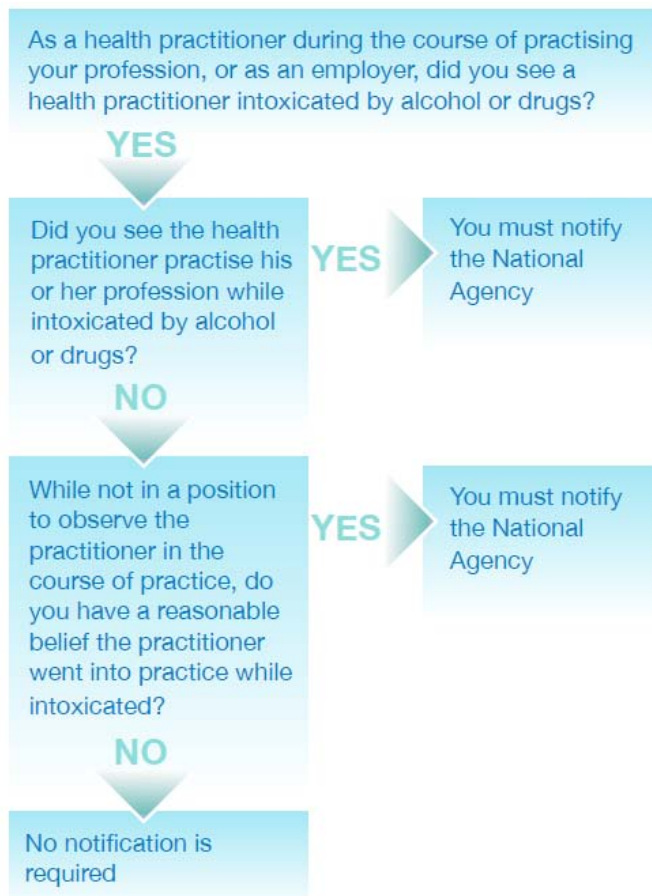 As a health practitioner during the course of practising
your profession, or as an employer, did you see a
health practitioner intoxicated by alcohol or drugs?
YES
Did you see the health
practitioner practise his
or her profession while
intoxicated by alcohol
or drugs?
YES
You must notify
the National
Agency
NO
While not in a position
to observe the
practitioner in the
course of practice, do
you have a reasonable
belief the practitioner
went into practice while
intoxicated?
YES
You must notify
the National
Agency
NO
No notification is
required